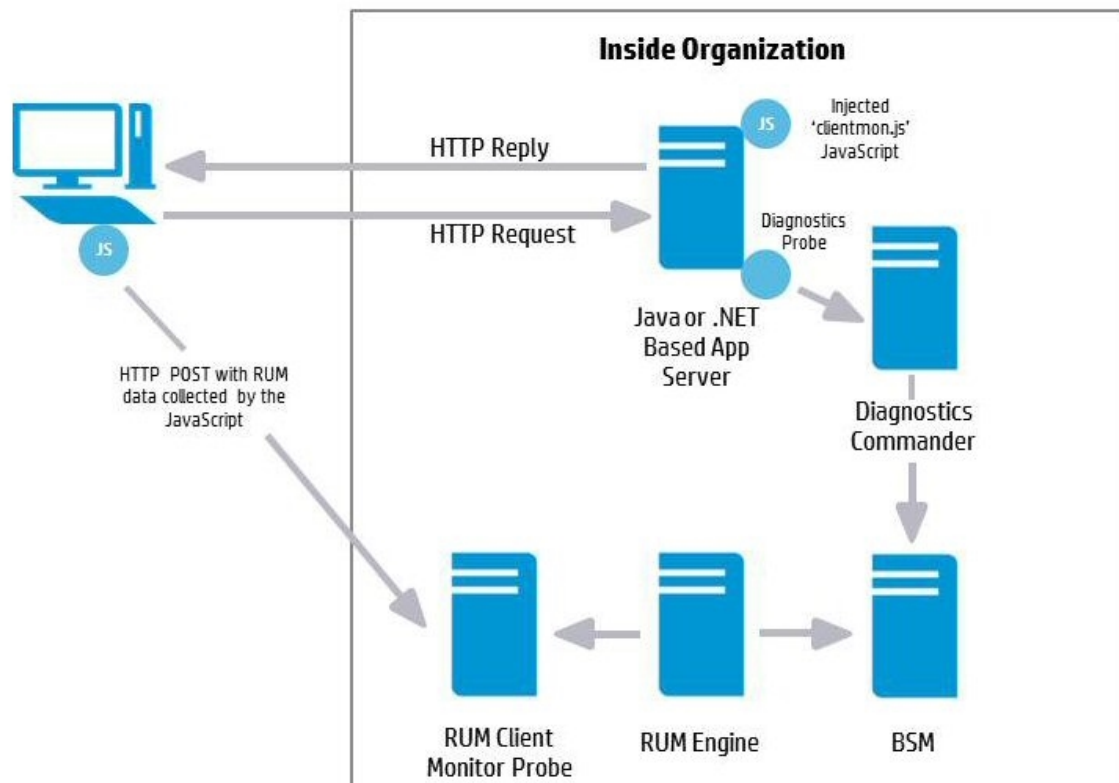 Inside Organization
JS
Injected
‘clientmon.js’
JavaScript
HTTP Reply
HTTP Request
JS
Diagnostics
Probe
Java or .NET
Based App
Server
HTTP POST with RUM
data collected by the
JavaScript
Diagnostics
Commander
RUM Client
Monitor Probe
RUM Engine
BSM